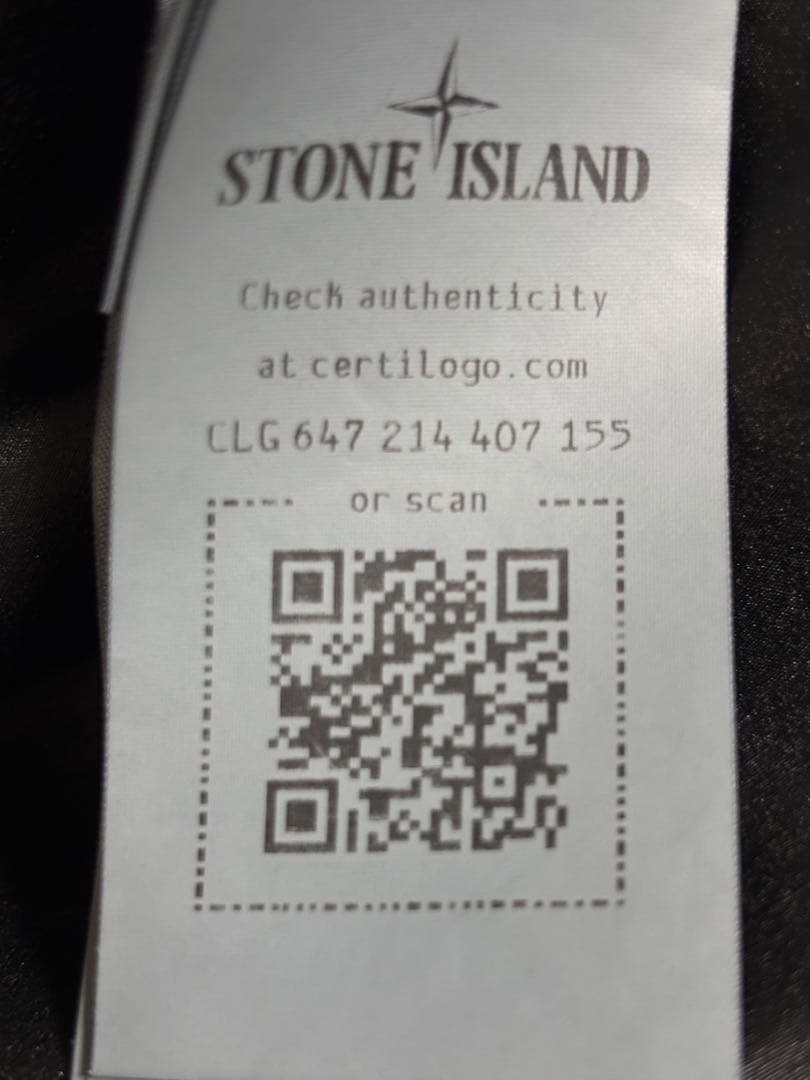 STONE ISLAND
Check authenticity
at certilogo.com
CLG 647 214 407 155
or scan